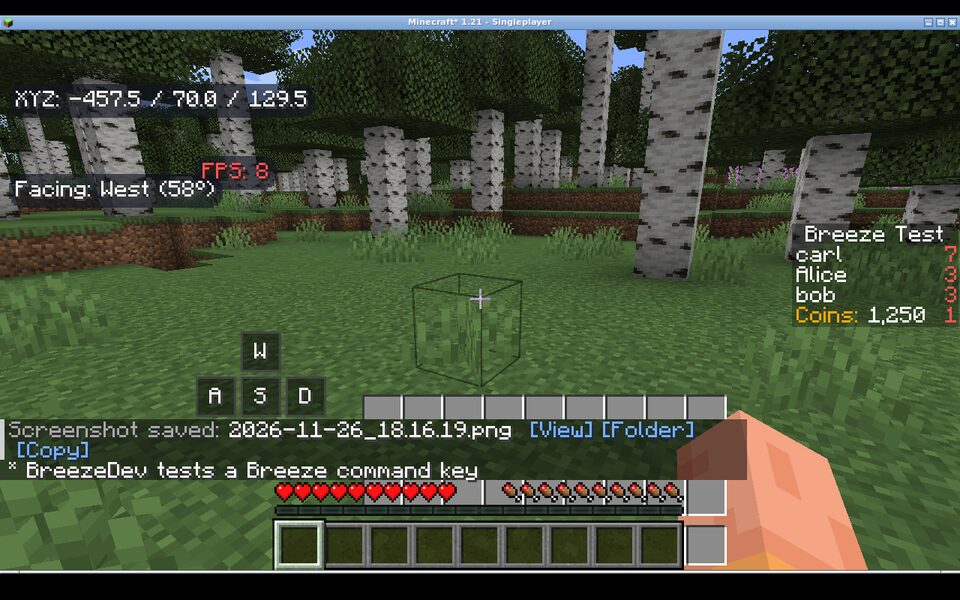 Minecraft* 1.21 - Singleplayer
XYZ: -457.5 / 70.0 / 129.5
FPS: 8
Facing: West (58°)
Breeze Test
carl 7
Alice 3
bob 3
Coins: 1,250 1
W
A S D
Screenshot saved: 2026-11-26_18.16.19.png [View] [Folder]
[Copy]
* BreezeDev tests a Breeze command key